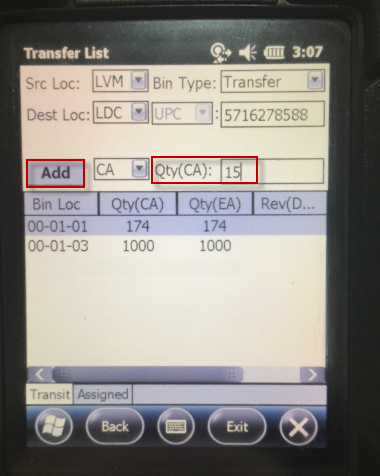 Transfer List 3:07
Src Loc: LVM Bin Type: Transfer
Dest Loc: LDC UPC : 5716278588
Add CA Qty(CA): 15
Bin Loc Qty(CA) Qty(EA) Rev(D...
00-01-01 174 174
00-01-03 1000 1000
Transit Assigned
Back Exit